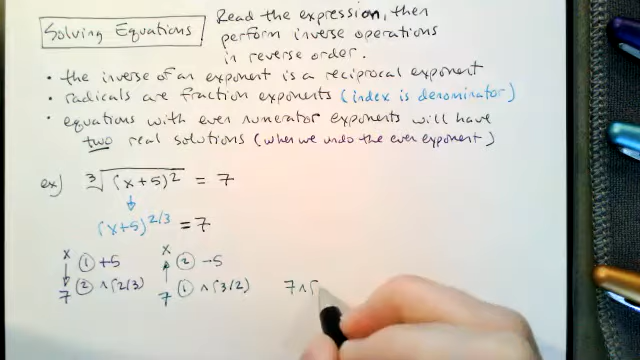 Solving Equations
Read the expression, then
perform inverse operations
in reverse order.
• the inverse of an exponent is a reciprocal exponent
• radicals are fraction exponents (index is denominator)
• equations with even numerator exponents will have
two real solutions (when we undo the even exponent)
ex) ∛(x+5)² = 7
(x+5)^2/3 = 7
x ① +5 x ② -5
7 ② ^(2/3) 7 ① ^(3/2) 7^(